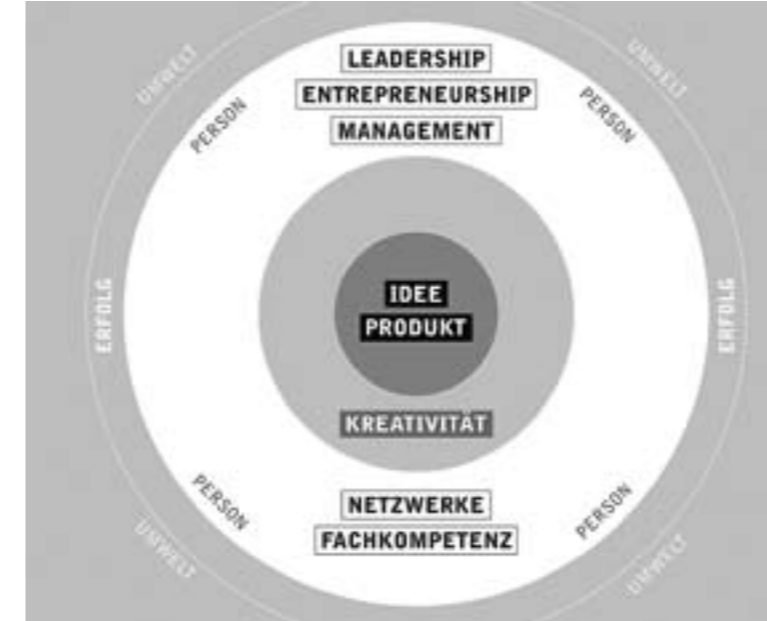 UMWELT
UMWELT
LEADERSHIP
ENTREPRENEURSHIP
MANAGEMENT
PERSON
PERSON
IDEE
PRODUKT
ERFOLG
ERFOLG
KREATIVITÄT
PERSON
PERSON
NETZWERKE
FACHKOMPETENZ
UMWELT
UMWELT